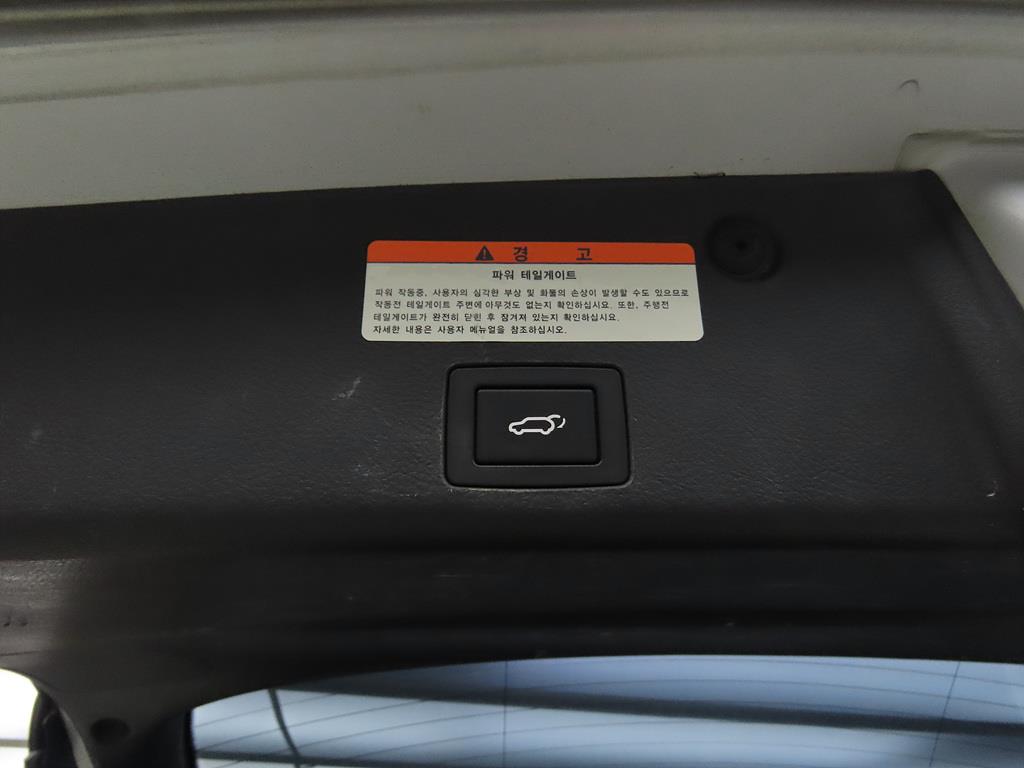 경 고
파워 테일게이트
파워 작동중, 사용자의 심각한 부상 및 화물의 손상이 발생할 수도 있으므로
작동전 테일게이트 주변에 아무것도 없는지 확인하십시요. 또한, 주행전
테일게이트가 완전히 닫힌 후 잠겨져 있는지 확인하십시요.
자세한 내용은 사용자 메뉴얼을 참조하십시오.